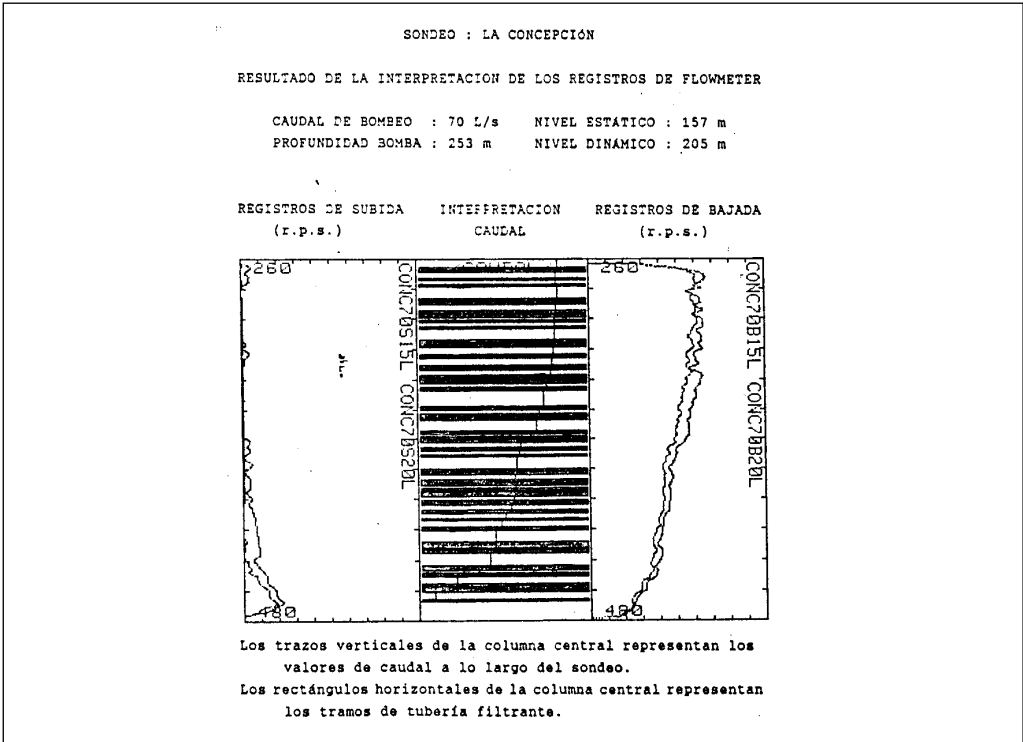 SONDEO : LA CONCEPCIÓN
RESULTADO DE LA INTERPRETACION DE LOS REGISTROS DE FLOWMETER
CAUDAL DE BOMBEO : 70 L/s NIVEL ESTÁTICO : 157 m
PROFUNDIDAD BOMBA : 253 m NIVEL DINAMICO : 205 m
REGISTROS DE SUBIDA INTERPRETACION REGISTROS DE BAJADA
(r.p.s.) CAUDAL (r.p.s.)
260
CONC70S15L CONC70S20L
480
260
CONC70B15L CONC70B20L
480
Los trazos verticales de la columna central representan los
valores de caudal a lo largo del sondeo.
Los rectángulos horizontales de la columna central representan
los tramos de tubería filtrante.